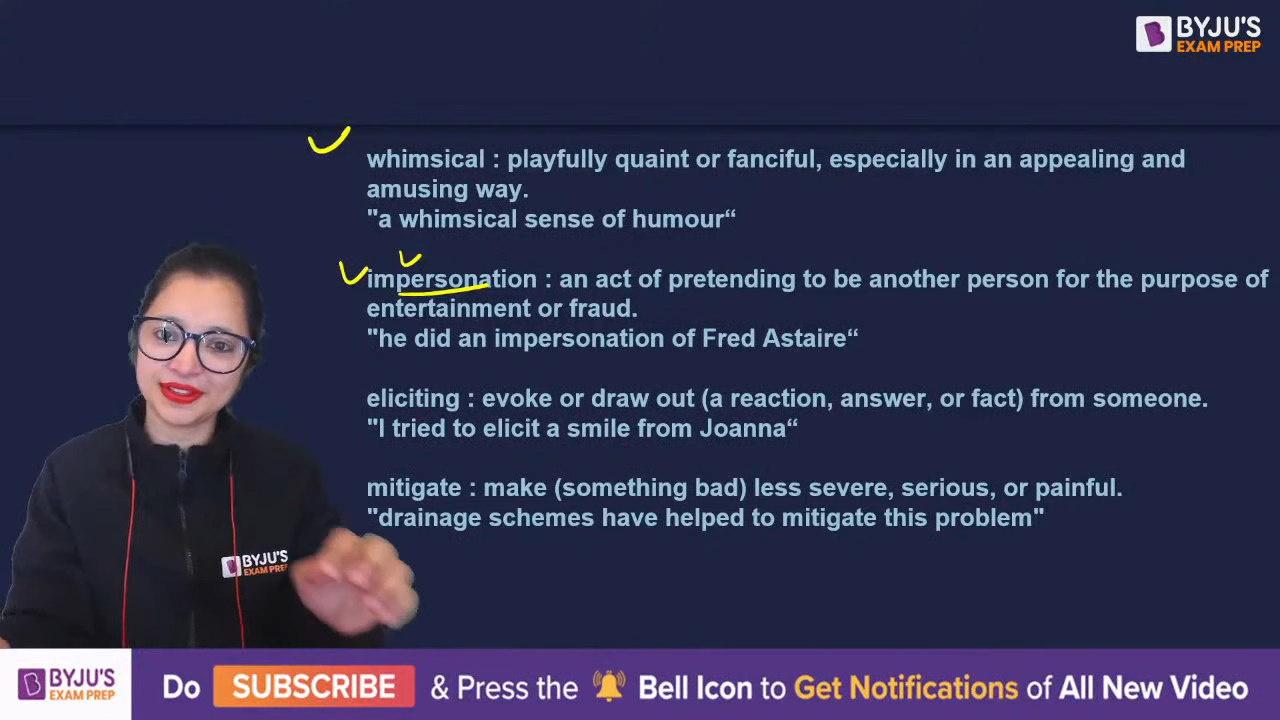 BYJU'S
EXAM PREP
whimsical : playfully quaint or fanciful, especially in an appealing and
amusing way.
"a whimsical sense of humour“
impersonation : an act of pretending to be another person for the purpose of
entertainment or fraud.
"he did an impersonation of Fred Astaire“
eliciting : evoke or draw out (a reaction, answer, or fact) from someone.
"I tried to elicit a smile from Joanna“
mitigate : make (something bad) less severe, serious, or painful.
"drainage schemes have helped to mitigate this problem"
BYJU'S
EXAM PREP
BYJU'S
EXAM PREP
Do SUBSCRIBE & Press the Bell Icon to Get Notifications of All New Video